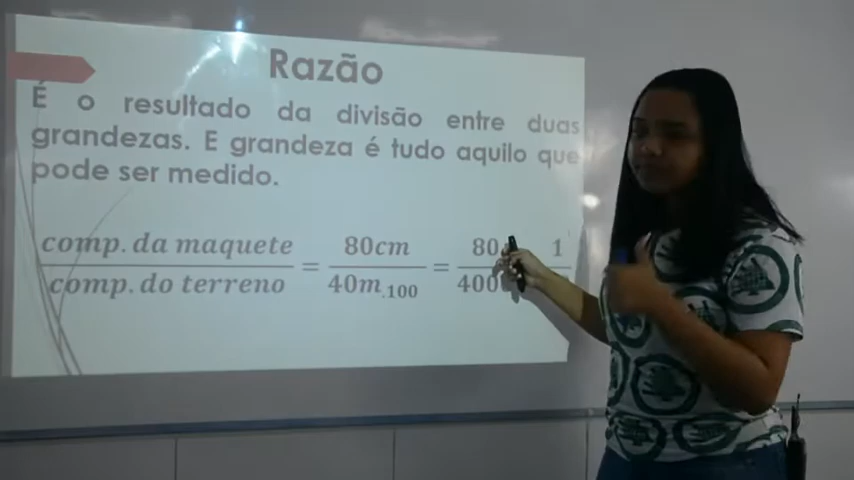 Razão
É o resultado da divisão entre duas
grandezas. E grandeza é tudo aquilo que
pode ser medido.
comp. da maquete / comp. do terreno = 80cm / 40m.100 = 80 / 400 1